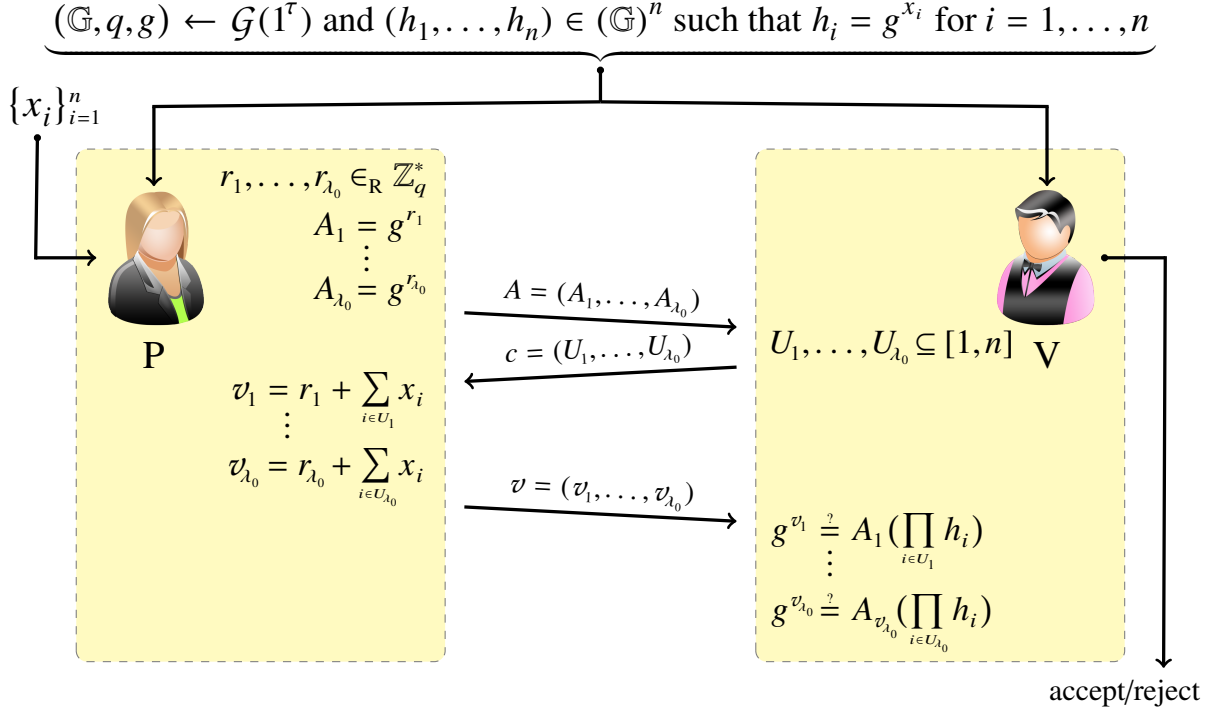 (𝔾, q, g) ← 𝒢(1^τ) and (h_1, . . . , h_n) ∈ (𝔾)^n such that h_i = g^{x_i} for i = 1, . . . , n
{x_i}_{i=1}^n
r_1, . . . , r_{λ_0} ∈_R ℤ_q^*
A_1 = g^{r_1}
⋮
A_{λ_0} = g^{r_{λ_0}}
P
A = (A_1, . . . , A_{λ_0})
U_1, . . . , U_{λ_0} ⊆ [1, n]
V
c = (U_1, . . . , U_{λ_0})
v_1 = r_1 + ∑_{i∈U_1} x_i
⋮
v_{λ_0} = r_{λ_0} + ∑_{i∈U_{λ_0}} x_i
v = (v_1, . . . , v_{λ_0})
g^{v_1} ≟ A_1(∏_{i∈U_1} h_i)
⋮
g^{v_{λ_0}} ≟ A_{v_{λ_0}}(∏_{i∈U_{λ_0}} h_i)
accept/reject